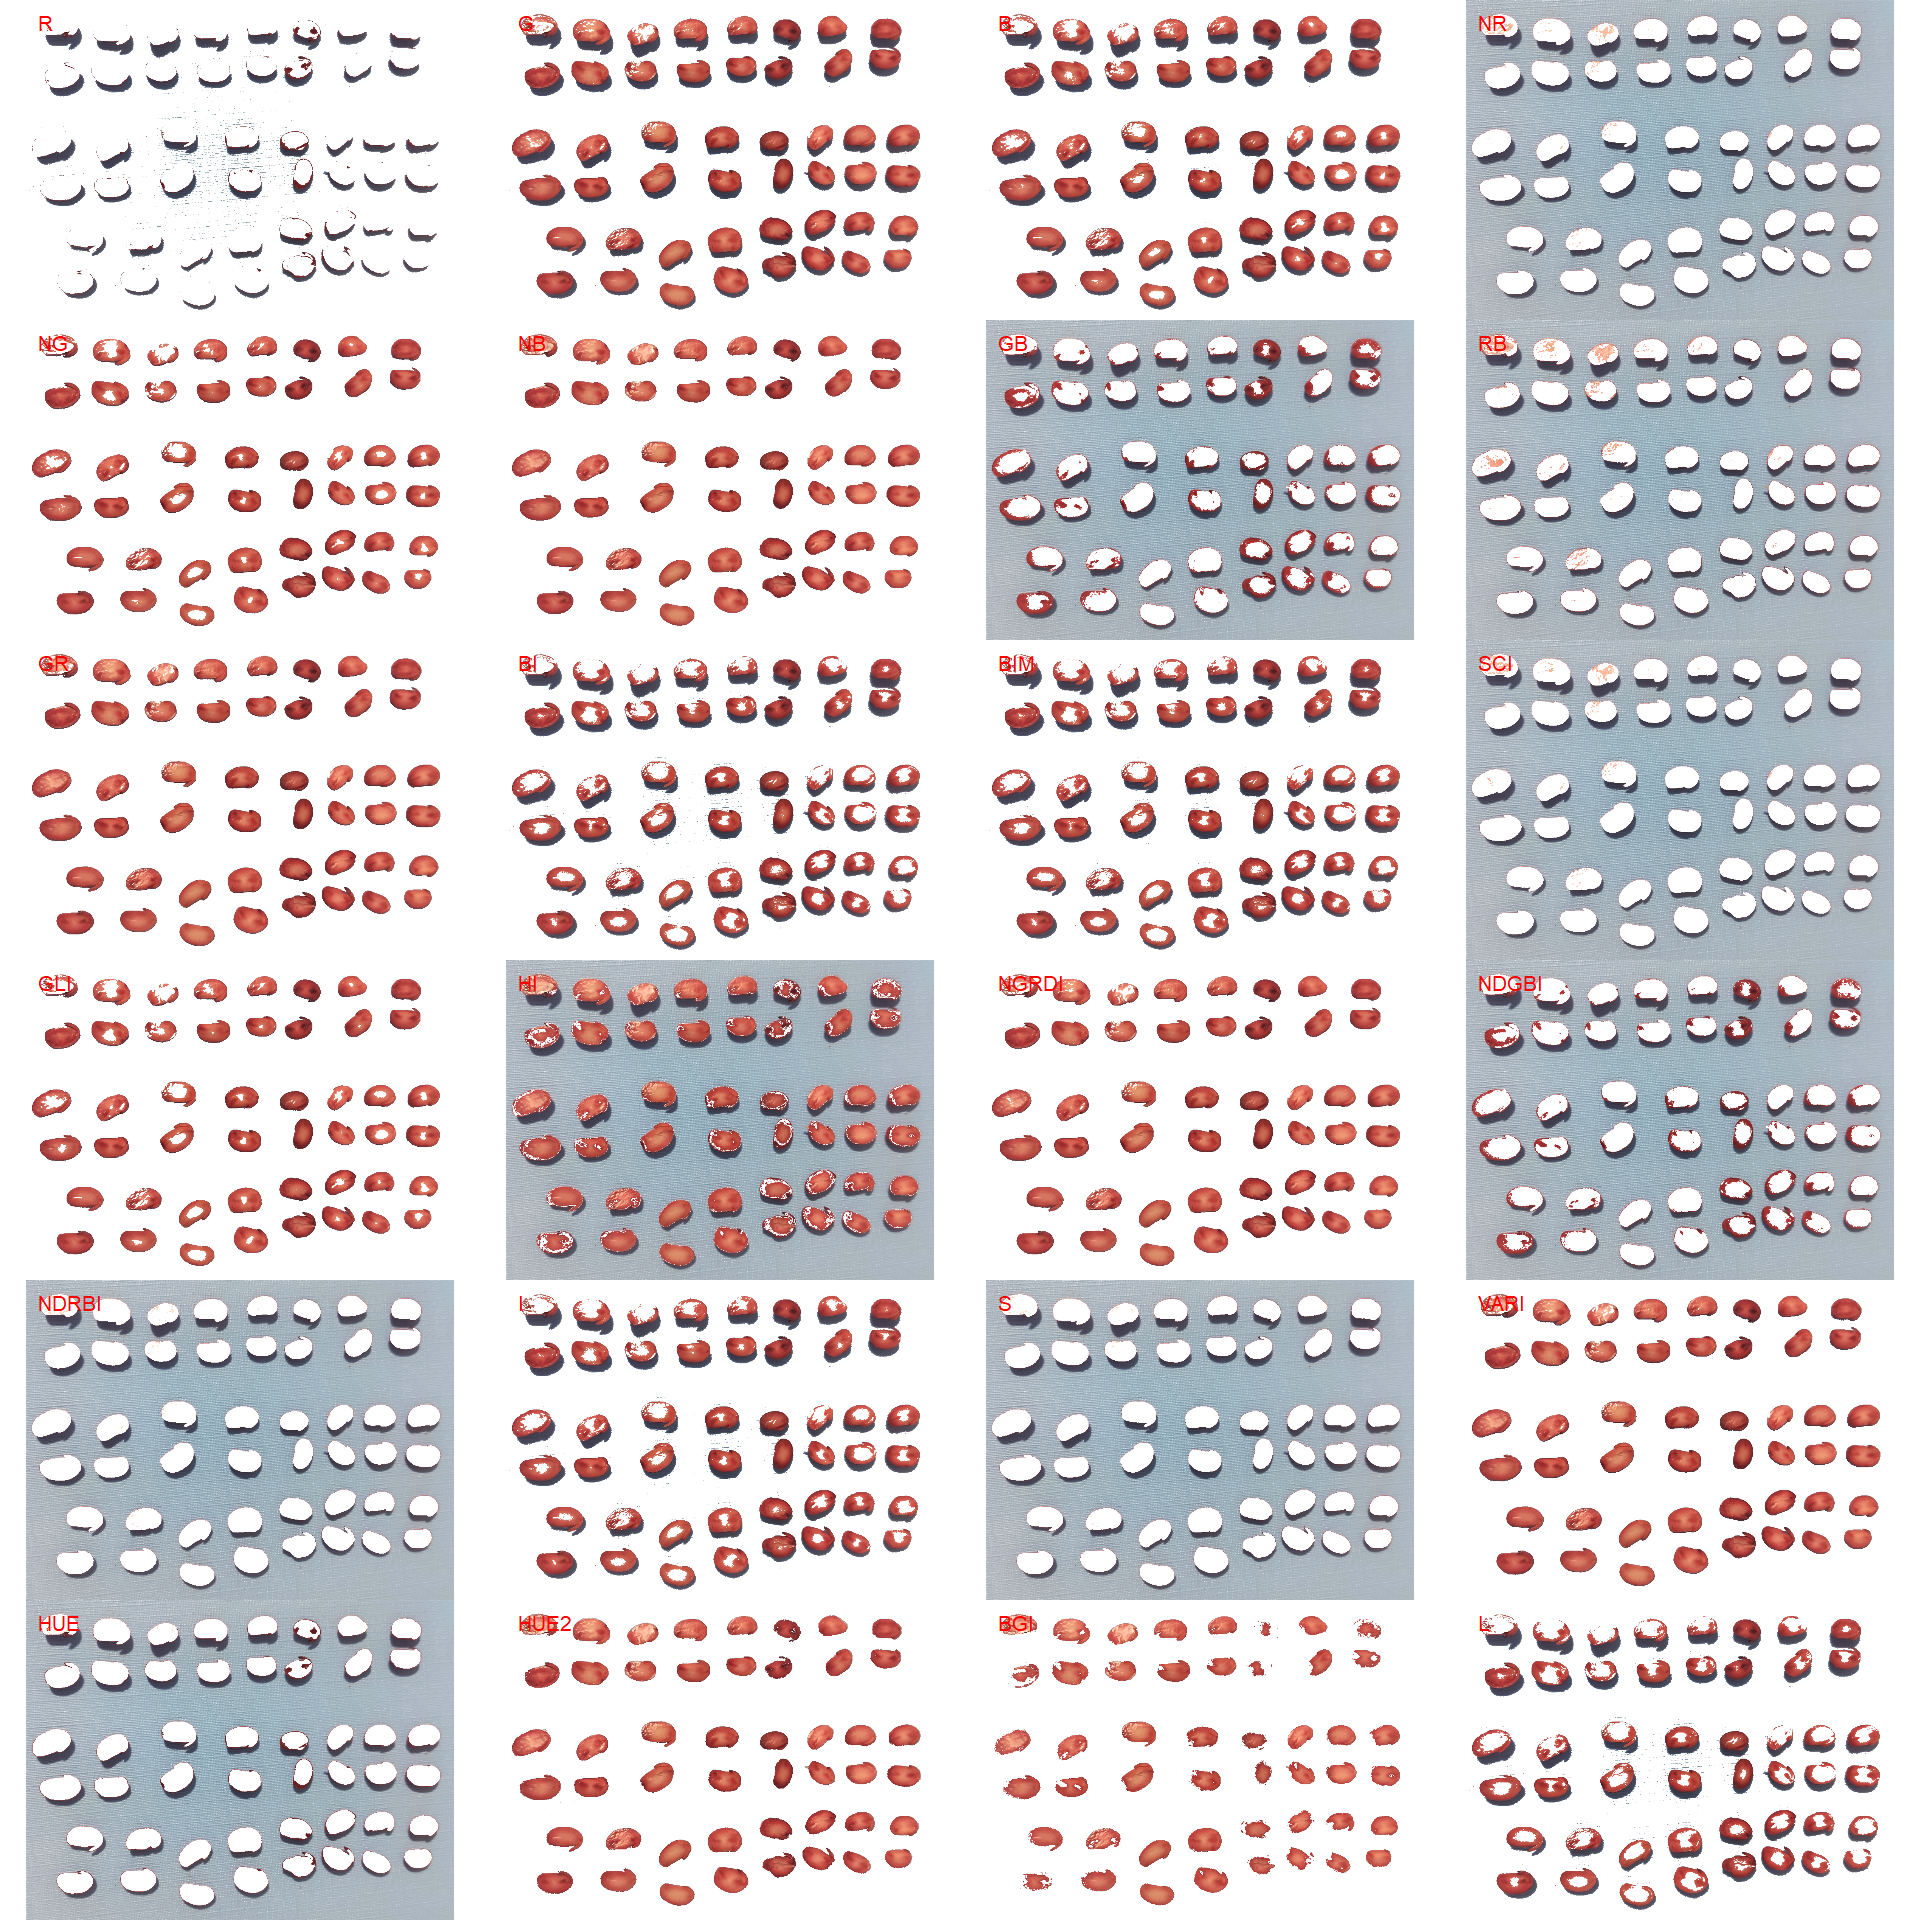 R
G
B
NR
NG
NB
GB
RB
GR
BI
BIM
SCI
GLI
HI
NGRDI
NDGBI
NDRBI
I
S
VARI
HUE
HUE2
BGI
L